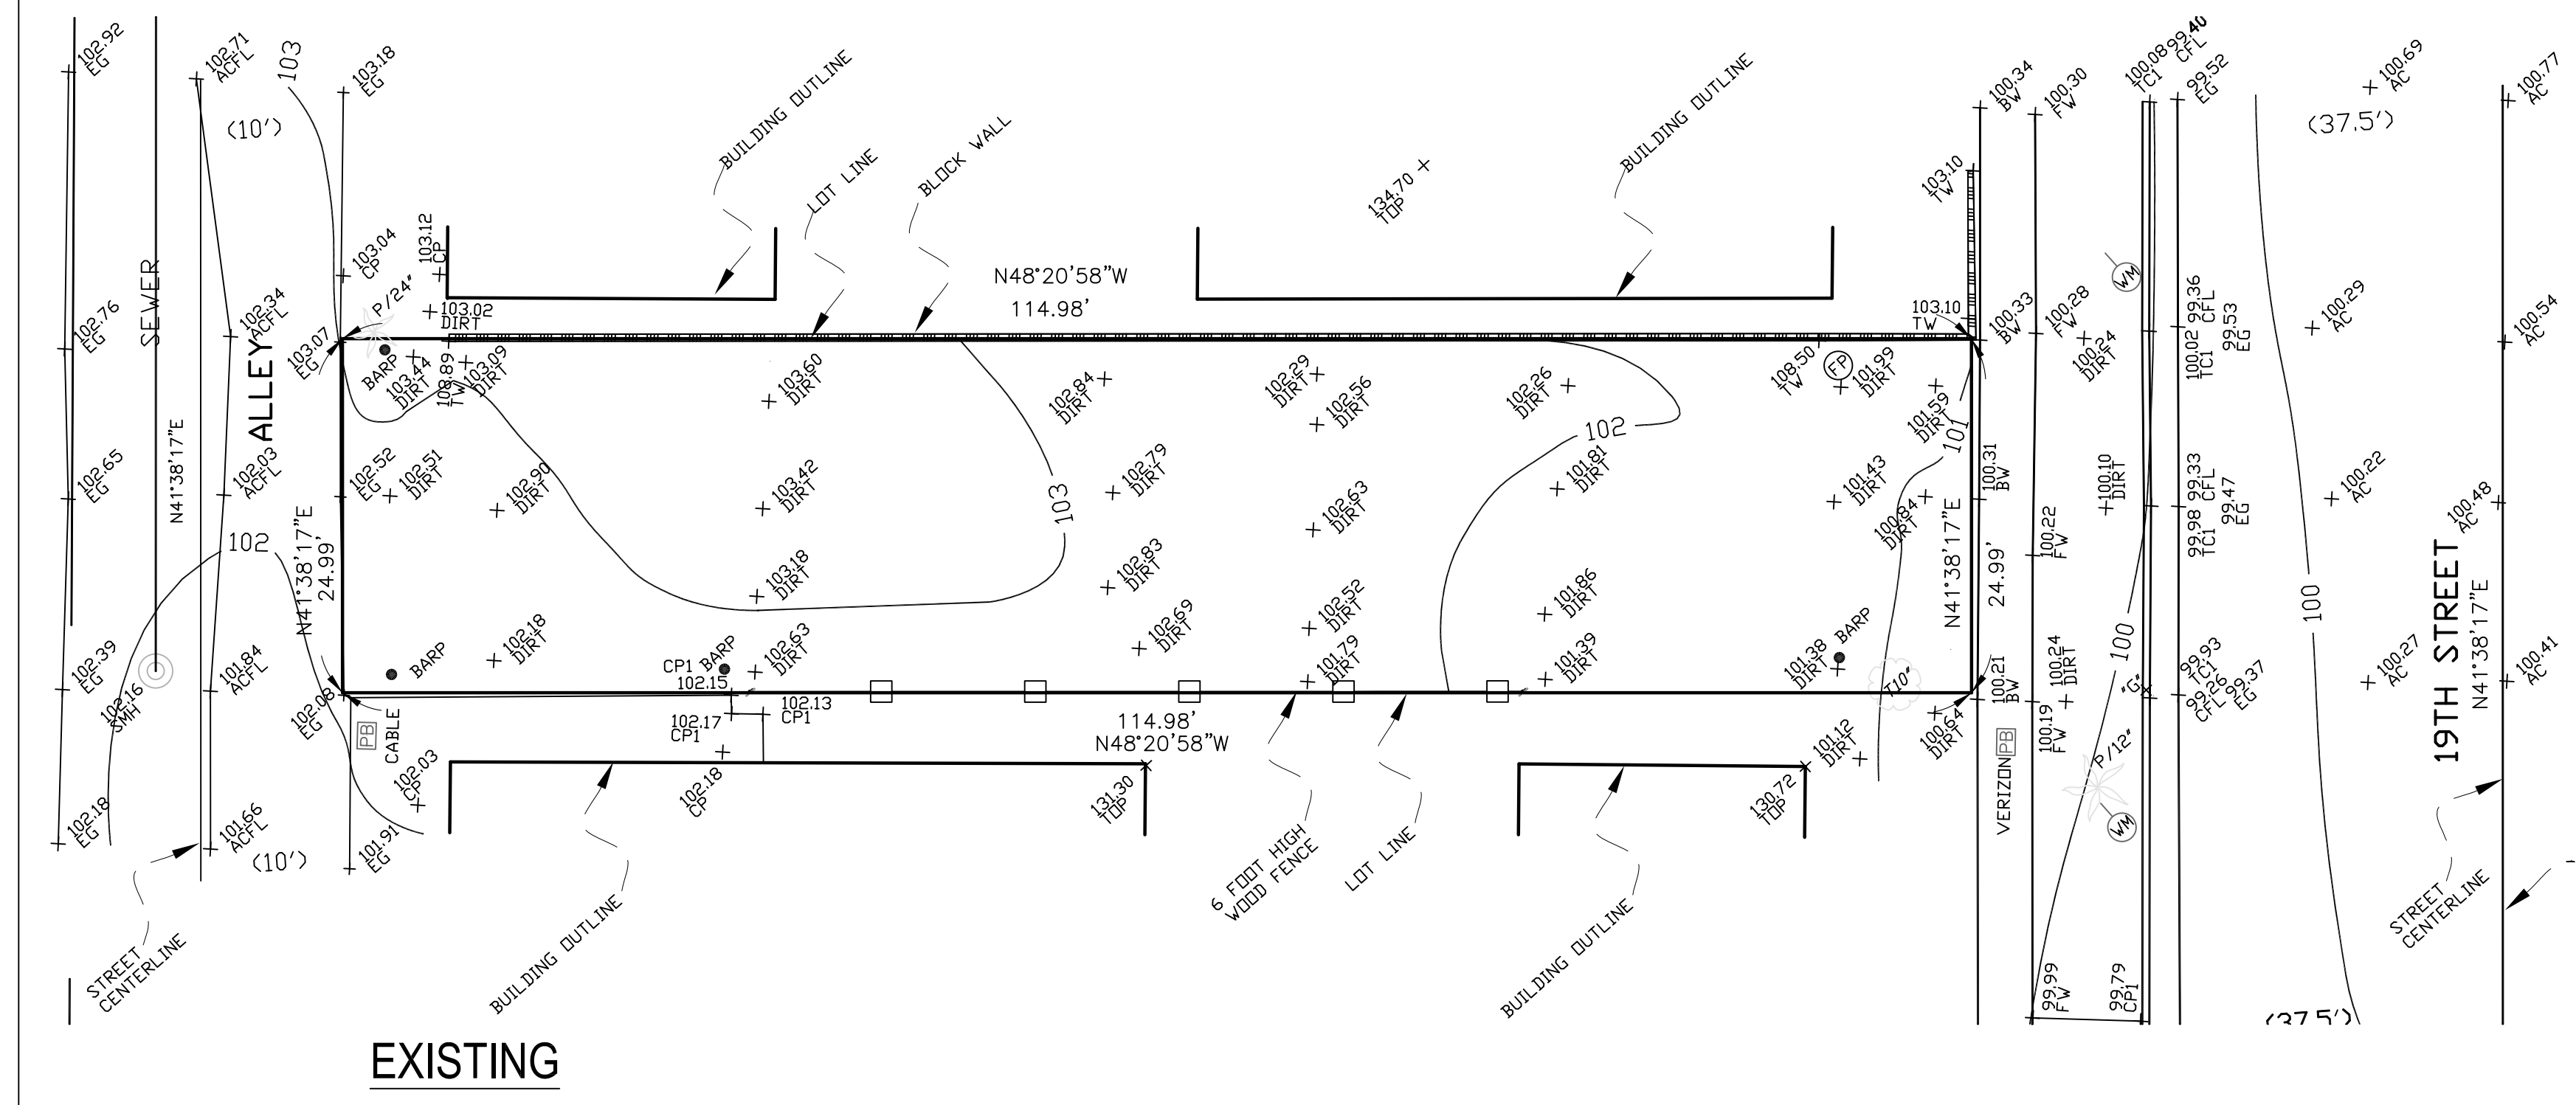 102.92
EG
102.71
ACFL
103
103.18
EG
(10')
BUILDING OUTLINE
LOT LINE
BLOCK WALL
134.70
TOP
BUILDING OUTLINE
103.10
TW
100.34
BW
100.30
FW
100.08
TC1
99.40
CFL
99.52
EG
100.69
AC
100.77
AC
(37.5')
SEWER
103.04
CP
103.12
CP
P/24"
N48°20'58"W
114.98'
103.02
DIRT
103.10
TW
WM
102.76
EG
102.34
ACFL
ALLEY
103.07
EG
BARP
103.44
DIRT
108.89
TW
103.09
DIRT
103.60
DIRT
102.84
DIRT
102.29
DIRT
102.56
DIRT
102.26
DIRT
108.50
TW
FP
101.99
DIRT
101.59
DIRT
100.33
BW
100.28
FW
100.24
DIRT
100.02
TC1
99.36
CFL
99.53
EG
100.29
AC
100.54
AC
102
101
102.65
EG
N41°38'17"E
102.03
ACFL
102.52
EG
102.51
DIRT
102.90
DIRT
103.42
DIRT
103
102.79
DIRT
102.63
DIRT
101.81
DIRT
101.43
DIRT
100.84
DIRT
100.31
BW
100.10
DIRT
99.98
TC1
99.33
CFL
99.47
EG
100.22
AC
100.48
AC
102
N41°38'17"E
24.99'
103.18
DIRT
102.83
DIRT
102.52
DIRT
101.86
DIRT
N41°38'17"E
24.99'
100.22
FW
100
100
19TH STREET
N41°38'17"E
102.39
EG
102.16
SMH
101.84
ACFL
102.08
EG
BARP
102.18
DIRT
CP1
102.15
BARP
102.63
DIRT
102.69
DIRT
101.79
DIRT
101.39
DIRT
101.38
DIRT
BARP
T10"
100.21
BW
100.24
DIRT
"G"
99.93
TC1
99.26
CFL
99.37
EG
100.27
AC
100.41
AC
PB
CABLE
102.17
CP1
102.13
CP1
114.98'
N48°20'58"W
100.64
DIRT
101.12
DIRT
VERIZON
PB
100.19
FW
P/12"
WM
102.18
EG
101.66
ACFL
(10')
101.91
EG
102.03
CP
102.18
CP
131.30
TOP
130.72
TOP
6 FOOT HIGH
WOOD FENCE
LOT LINE
STREET
CENTERLINE
BUILDING OUTLINE
BUILDING OUTLINE
STREET
CENTERLINE
99.99
FW
99.79
CP1
(37.5')
EXISTING